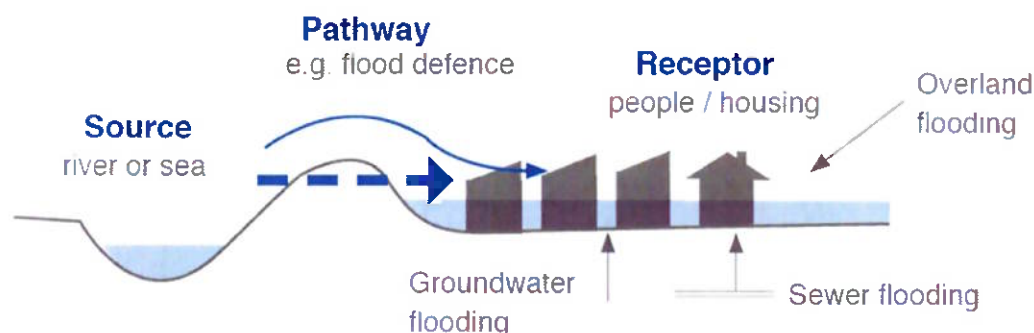 Pathway
e.g. flood defence
Receptor
people / housing
Overland
flooding
Source
river or sea
Groundwater
flooding
Sewer flooding